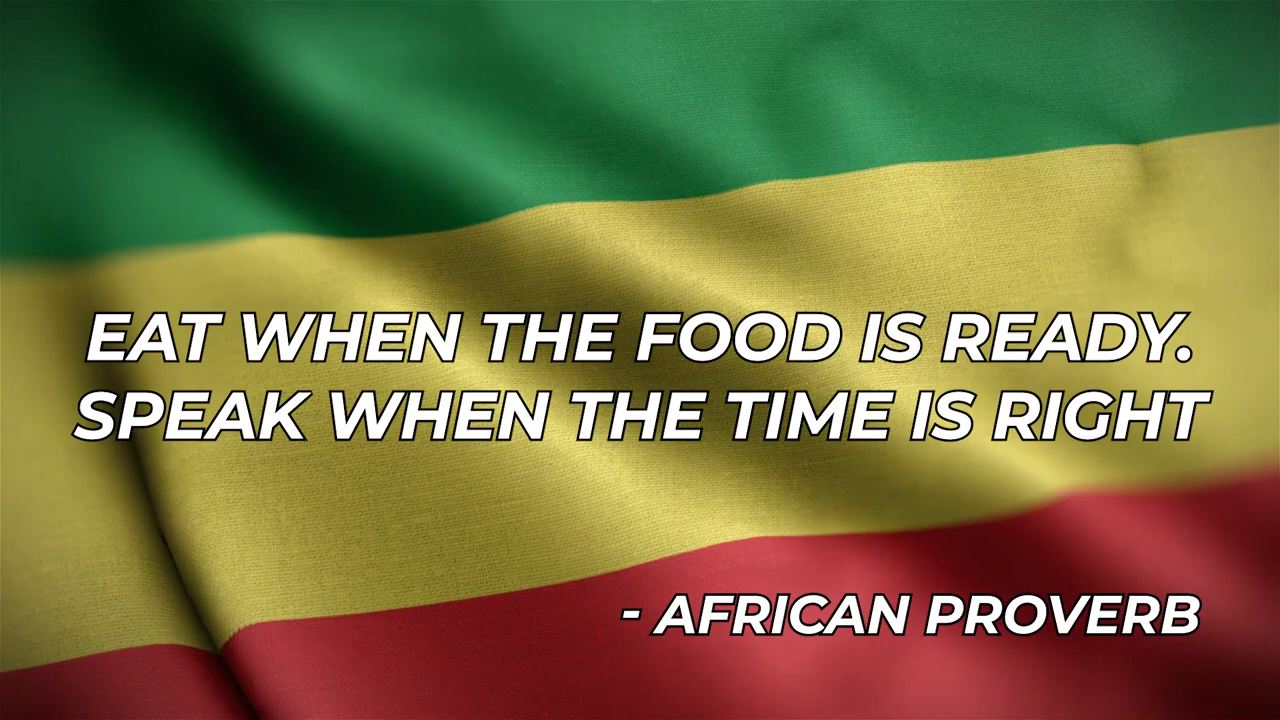 EAT WHEN THE FOOD IS READY.
SPEAK WHEN THE TIME IS RIGHT
- AFRICAN PROVERB